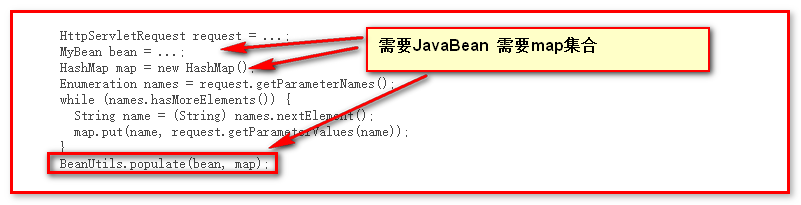 HttpServletRequest request = ...;
MyBean bean = ...;
HashMap map = new HashMap();
Enumeration names = request.getParameterNames();
while (names.hasMoreElements()) {
String name = (String) names.nextElement();
map.put(name, request.getParameterValues(name));
}
BeanUtils.populate(bean, map);
需要JavaBean 需要map集合